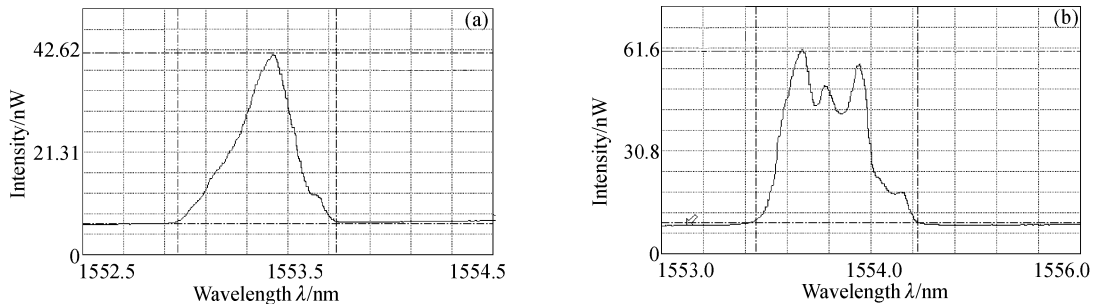 (a)
42.62
21.31
0
Intensity/nW
1552.5 1553.5 1554.5
Wavelength λ/nm
(b)
61.6
30.8
0
Intensity/nW
1553.0 1554.0 1556.0
Wavelength λ/nm